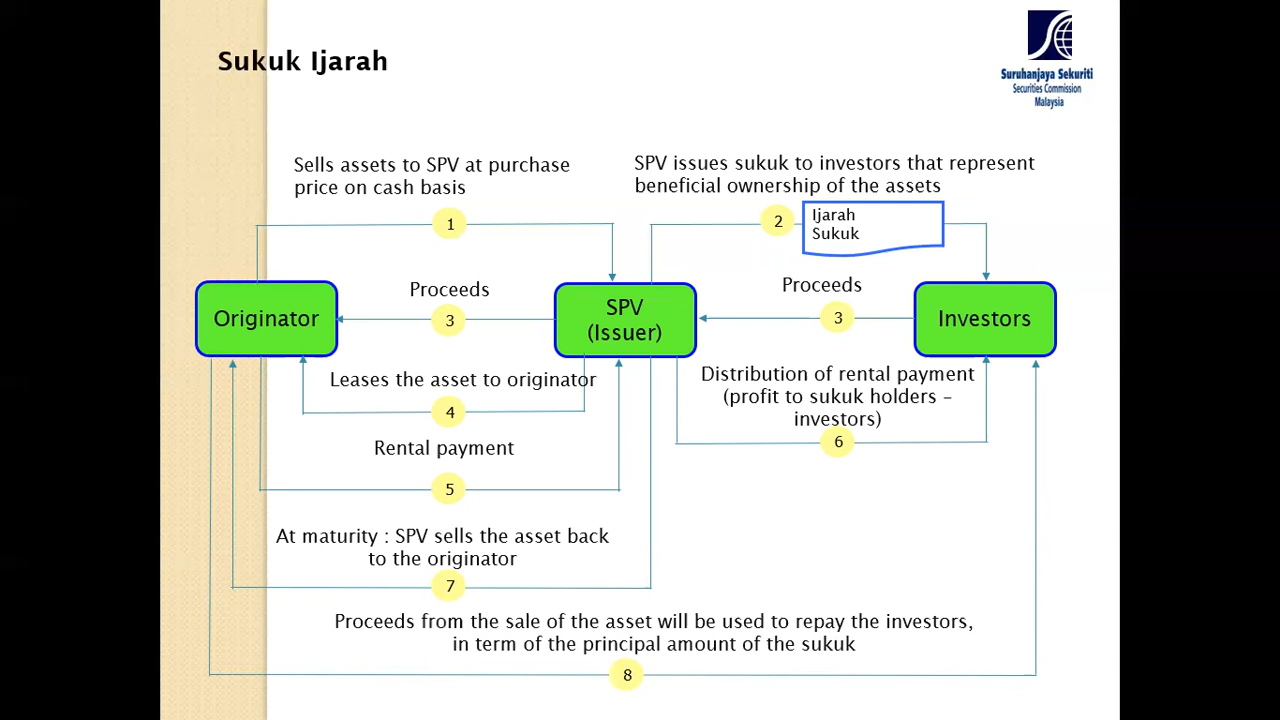 Sukuk Ijarah
Suruhanjaya Sekuriti
Securities Commission
Malaysia
Sells assets to SPV at purchase
price on cash basis
SPV issues sukuk to investors that represent
beneficial ownership of the assets
1
2
Ijarah
Sukuk
Proceeds
Proceeds
Originator
3
SPV
(Issuer)
3
Investors
Leases the asset to originator
4
Distribution of rental payment
(profit to sukuk holders –
investors)
6
Rental payment
5
At maturity : SPV sells the asset back
to the originator
7
Proceeds from the sale of the asset will be used to repay the investors,
in term of the principal amount of the sukuk
8